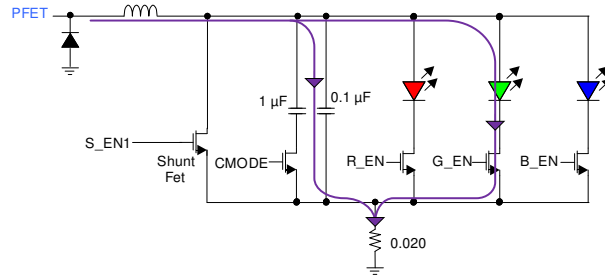 PFET
1 µF
0.1 µF
S_EN1
Shunt
Fet
CMODE
R_EN
G_EN
B_EN
0.020